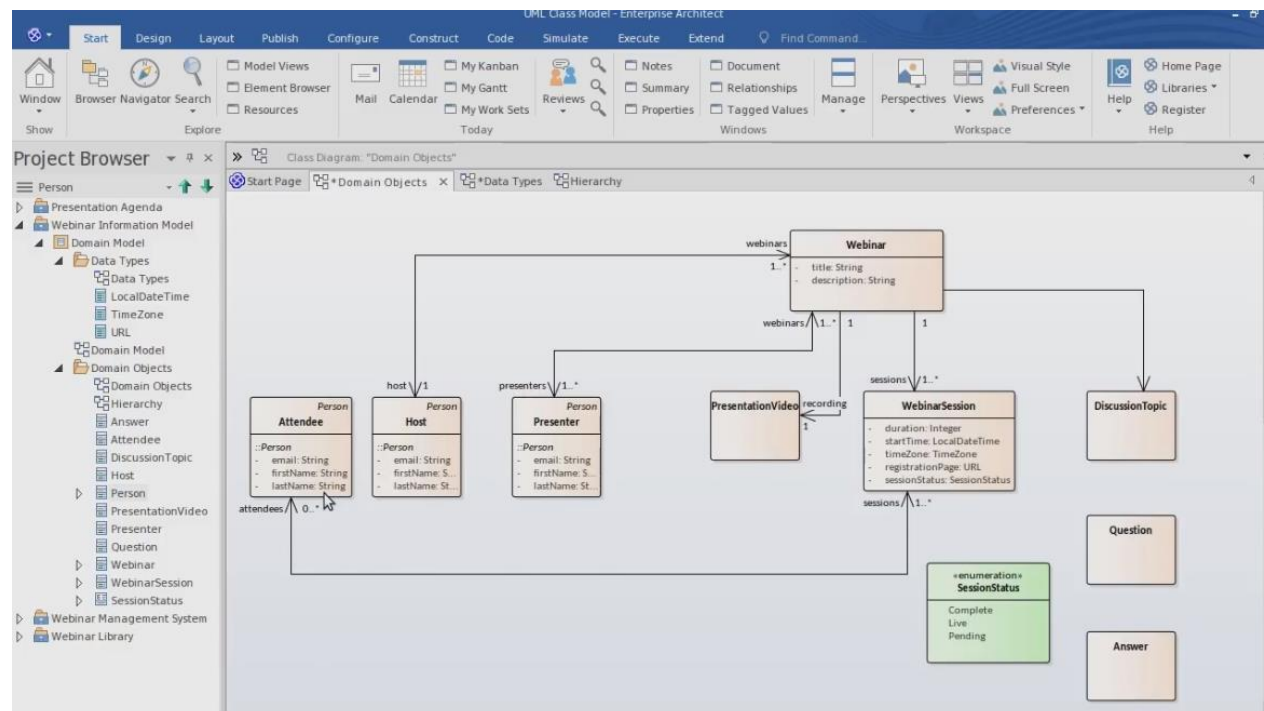 UML Class Model - Enterprise Architect
Start Design Layout Publish Configure Construct Code Simulate Execute Extend Find Command...
Window
Show
Browser Navigator Search
Model Views
Element Browser
Resources
Explore
Mail Calendar
My Kanban
My Gantt
My Work Sets
Today
Reviews
Notes
Summary
Properties
Document
Relationships
Tagged Values
Manage
Windows
Perspectives Views
Visual Style
Full Screen
Preferences
Workspace
Help
Home Page
Libraries
Register
Help
Project Browser
Person
Presentation Agenda
Webinar Information Model
Domain Model
Data Types
Data Types
LocalDateTime
TimeZone
URL
Domain Model
Domain Objects
Domain Objects
Hierarchy
Answer
Attendee
DiscussionTopic
Host
Person
PresentationVideo
Presenter
Question
Webinar
WebinarSession
SessionStatus
Webinar Management System
Webinar Library
Class Diagram: "Domain Objects"
Start Page *Domain Objects × *Data Types Hierarchy
webinars
1..*
Webinar
- title: String
- description: String
webinars 1..* 1 1
host 1
presenters 1..*
recording
1
sessions 1..*
Person
Attendee
::Person
- email: String
- firstName: String
- lastName: String
attendees 0..*
Person
Host
::Person
- email: String
- firstName: S...
- lastName: St...
Person
Presenter
::Person
- email: String
- firstName: S...
- lastName: St...
PresentationVideo
WebinarSession
- duration: Integer
- startTime: LocalDateTime
- timeZone: TimeZone
- registrationPage: URL
- sessionStatus: SessionStatus
sessions 1..*
DiscussionTopic
Question
«enumeration»
SessionStatus
Complete
Live
Pending
Answer